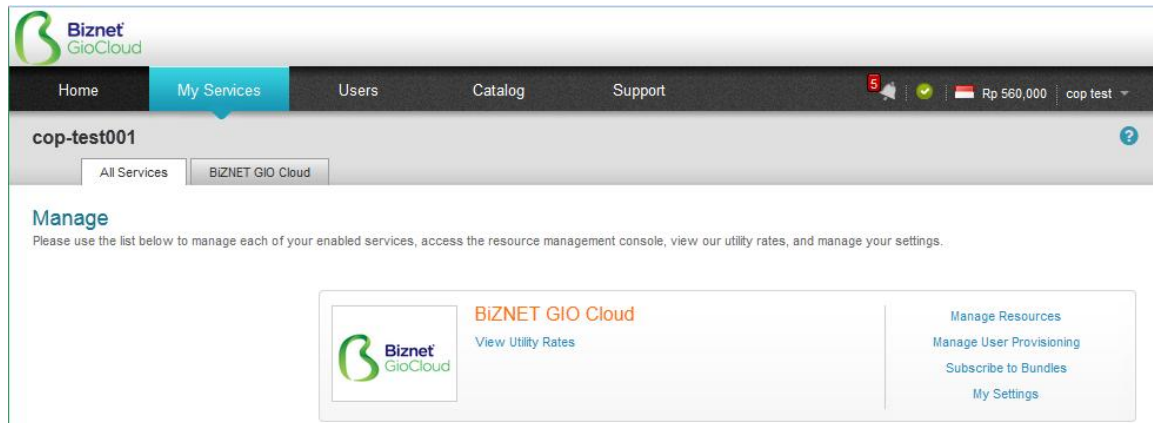 Biznet
GioCloud
Home My Services Users Catalog Support 5 Rp 560,000 cop test
cop-test001 ?
All Services BiZNET GIO Cloud
Manage
Please use the list below to manage each of your enabled services, access the resource management console, view our utility rates, and manage your settings.
Biznet
GioCloud
BiZNET GIO Cloud
View Utility Rates
Manage Resources
Manage User Provisioning
Subscribe to Bundles
My Settings